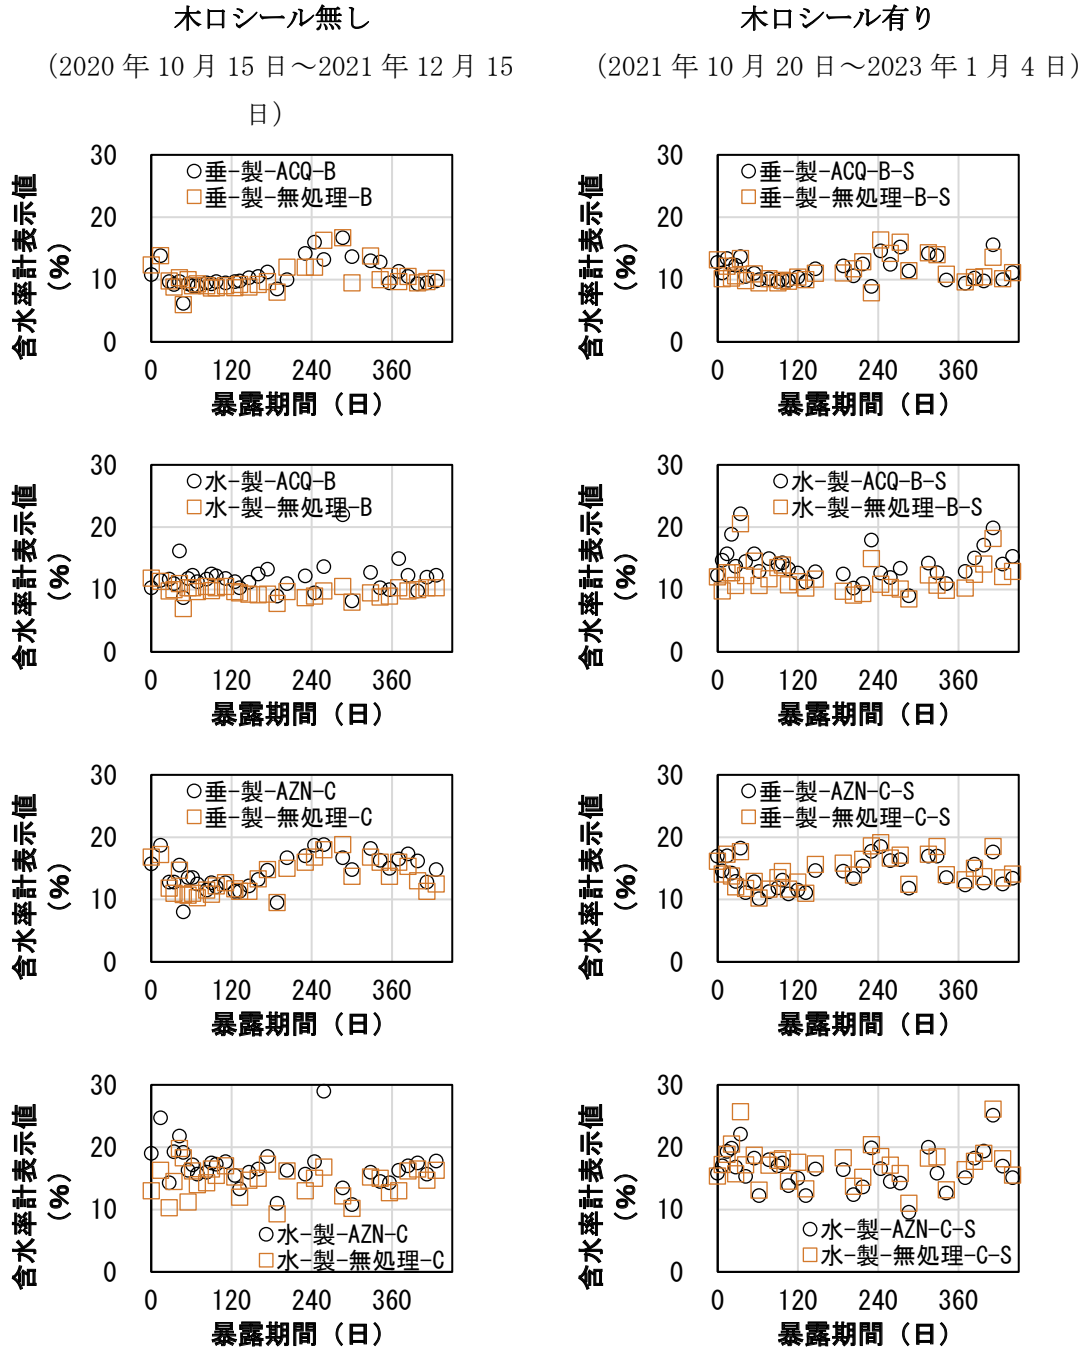 木口シール無し
（2020 年 10 月 15 日～2021 年 12 月 15
日）
木口シール有り
（2021 年 10 月 20 日～2023 年 1 月 4 日）
含水率計表示値
（%）
30
20
10
0
垂-製-ACQ-B
垂-製-無処理-B
0 120 240 360
暴露期間（日）
含水率計表示値
（%）
30
20
10
0
垂-製-ACQ-B-S
垂-製-無処理-B-S
0 120 240 360
暴露期間（日）
含水率計表示値
（%）
30
20
10
0
水-製-ACQ-B
水-製-無処理-B
0 120 240 360
暴露期間（日）
含水率計表示値
（%）
30
20
10
0
水-製-ACQ-B-S
水-製-無処理-B-S
0 120 240 360
暴露期間（日）
含水率計表示値
（%）
30
20
10
0
垂-製-AZN-C
垂-製-無処理-C
0 120 240 360
暴露期間（日）
含水率計表示値
（%）
30
20
10
0
垂-製-AZN-C-S
垂-製-無処理-C-S
0 120 240 360
暴露期間（日）
含水率計表示値
（%）
30
20
10
0
水-製-AZN-C
水-製-無処理-C
0 120 240 360
暴露期間（日）
含水率計表示値
（%）
30
20
10
0
水-製-AZN-C-S
水-製-無処理-C-S
0 120 240 360
暴露期間（日）